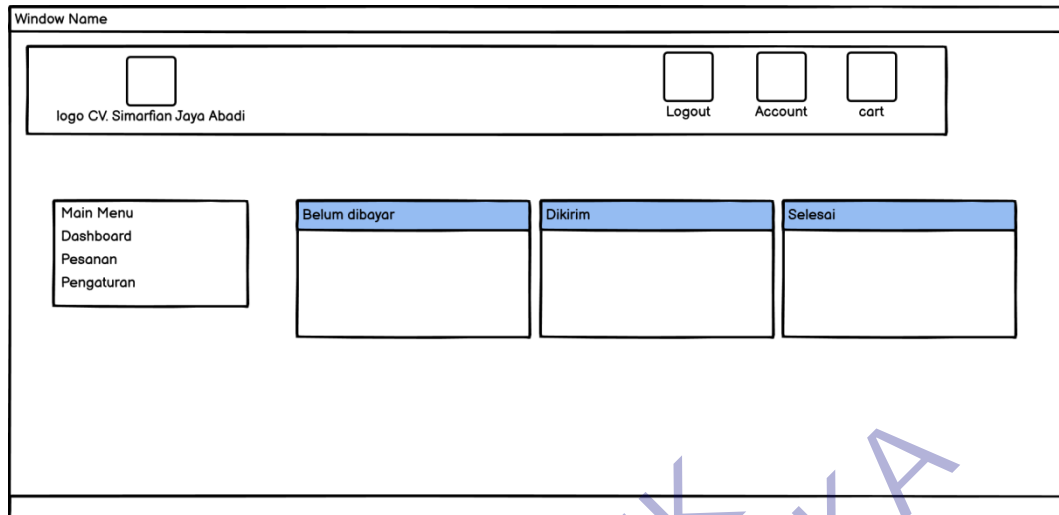 Window Name
logo CV. Simarfian Jaya Abadi
Logout
Account
cart
Main Menu
Dashboard
Pesanan
Pengaturan
Belum dibayar
Dikirim
Selesai